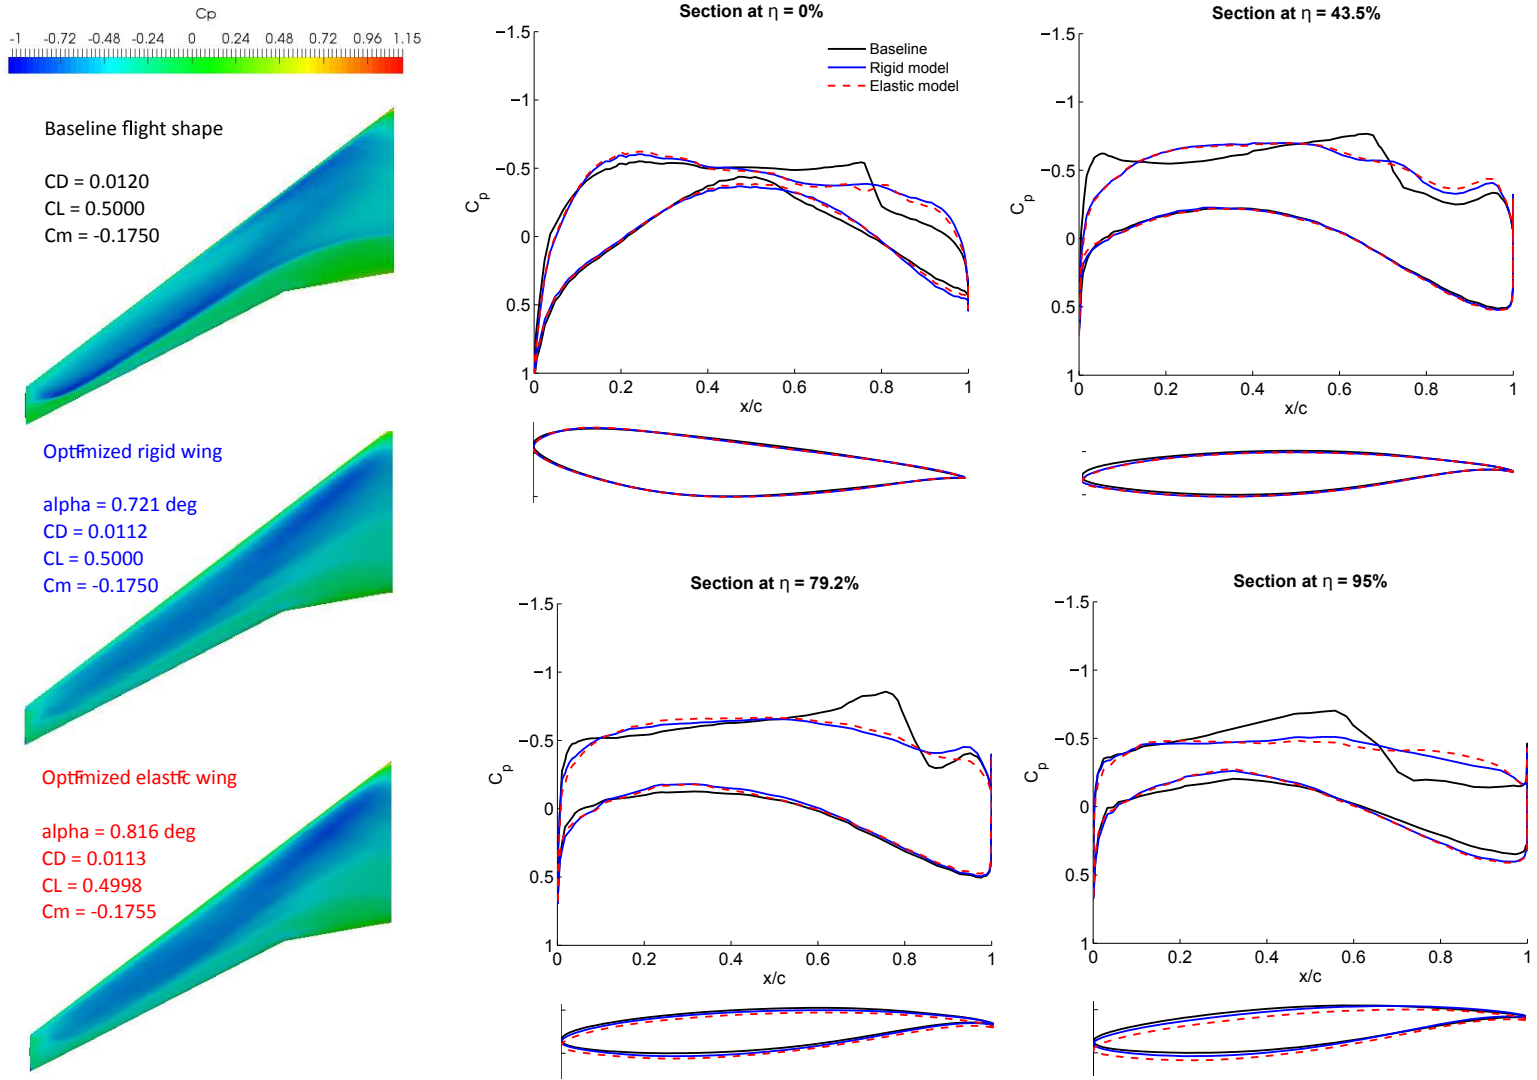 Cp
-1 -0.72 -0.48 -0.24 0 0.24 0.48 0.72 0.96 1.15
Baseline flight shape
CD = 0.0120
CL = 0.5000
Cm = -0.1750
Optimized rigid wing
alpha = 0.721 deg
CD = 0.0112
CL = 0.5000
Cm = -0.1750
Optimized elastic wing
alpha = 0.816 deg
CD = 0.0113
CL = 0.4998
Cm = -0.1755
Section at η = 0%
Baseline
Rigid model
Elastic model
−1.5
−1
−0.5
0
0.5
1
Cp
0 0.2 0.4 0.6 0.8 1
x/c
Section at η = 43.5%
−1.5
−1
−0.5
0
0.5
1
Cp
0 0.2 0.4 0.6 0.8 1
x/c
Section at η = 79.2%
−1.5
−1
−0.5
0
0.5
1
Cp
0 0.2 0.4 0.6 0.8 1
x/c
Section at η = 95%
−1.5
−1
−0.5
0
0.5
1
Cp
0 0.2 0.4 0.6 0.8 1
x/c